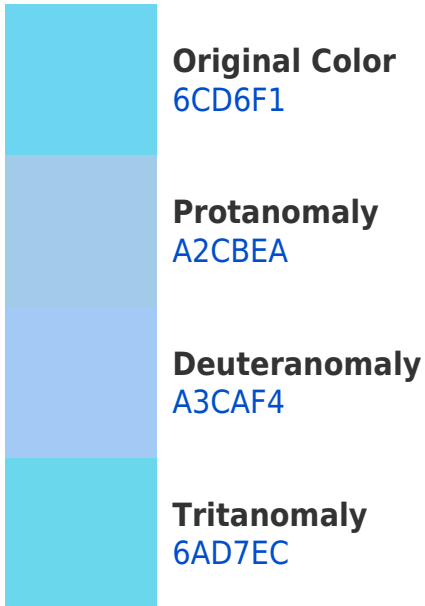 Original Color
6CD6F1
Protanomaly
A2CBEA
Deuteranomaly
A3CAF4
Tritanomaly
6AD7EC